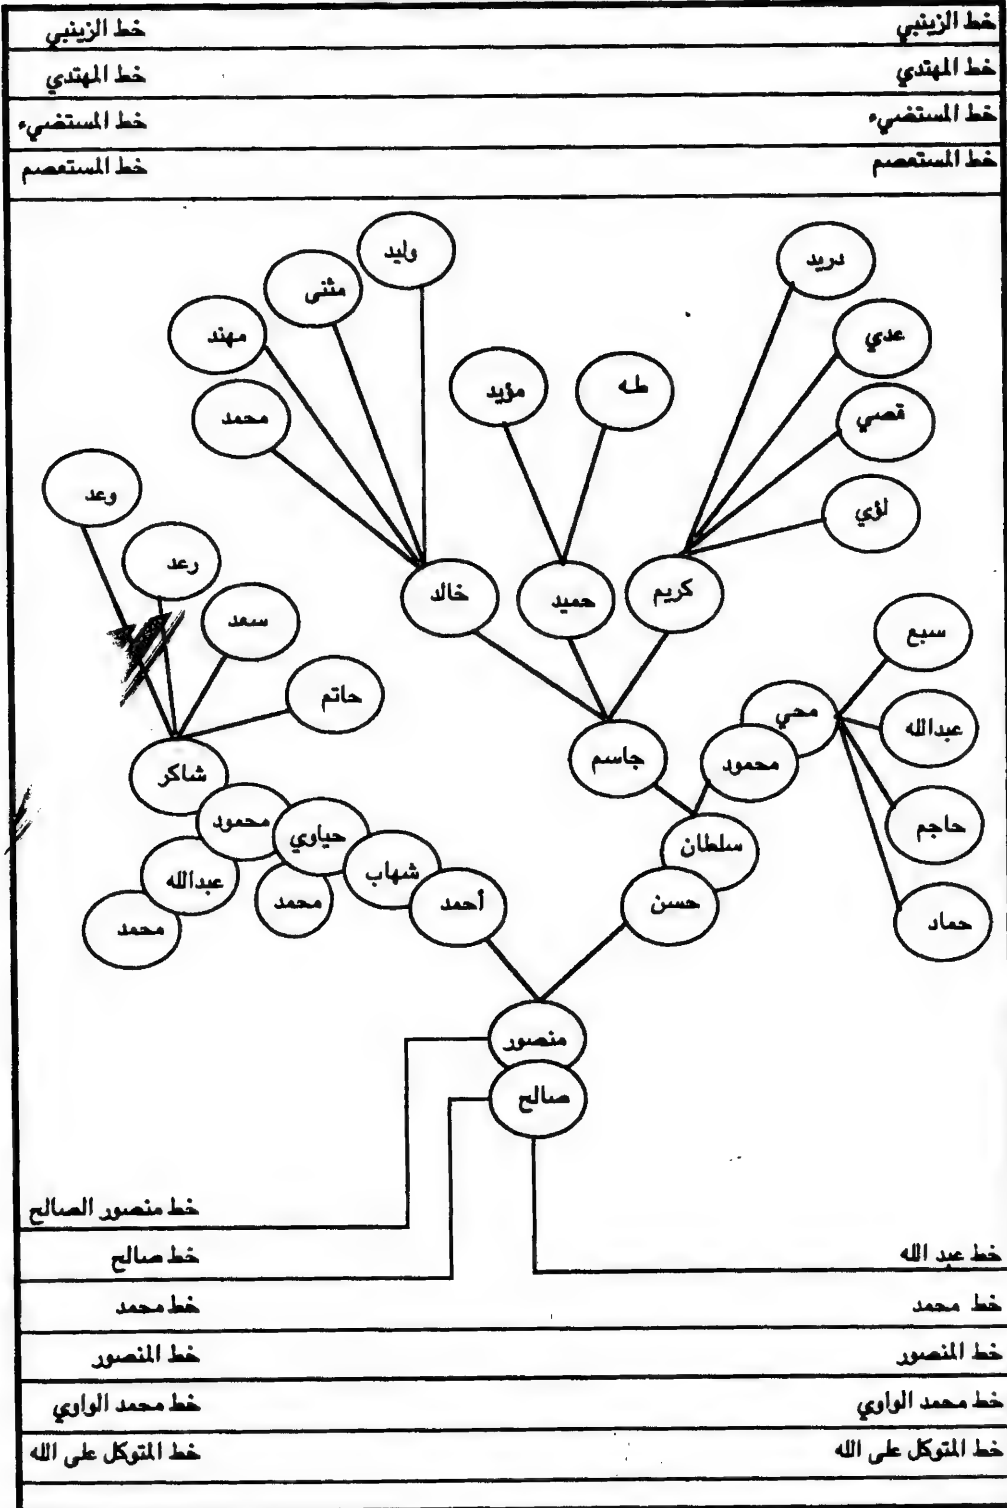 خط الزينبي خط الزينبي
خط المهتدي خط المهتدي
خط المستضيء خط المستضيء
خط المستعصم خط المستعصم
دريد
وليد
مثنى
عدي
مهند
طه
مؤيد
قصي
محمد
لؤي
وعد
رعد
كريم
حميد
خالد
سبع
سعد
حاتم
محي
عبدالله
جاسم
محمود
شاكر
حاجم
محمود
حياوي
سلطان
شهاب
عبدالله
أحمد
حسن
محمد
حماد
محمد
منصور
صالح
خط منصور الصالح
خط عبد الله خط صالح
خط محمد خط محمد
خط المنصور خط المنصور
خط محمد الواوي خط محمد الواوي
خط المتوكل على الله خط المتوكل على الله